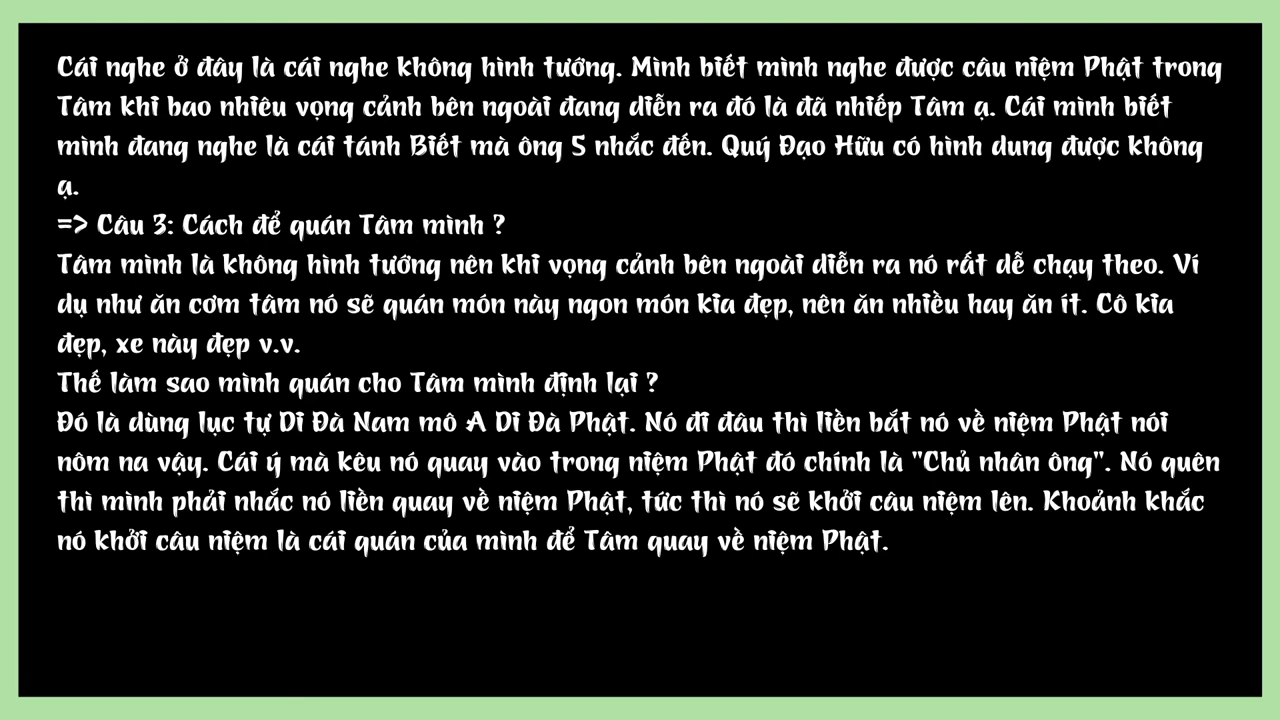 Cái nghe ở đây là cái nghe không hình tướng. Mình biết mình nghe được câu niệm Phật trong
Tâm khi bao nhiêu vọng cảnh bên ngoài đang diễn ra đó là đã nhiếp Tâm ạ. Cái mình biết
mình đang nghe là cái tánh Biết mà ông 5 nhắc đến. Quý Đạo Hữu có hình dung được không
ạ.
=> Câu 3: Cách để quán Tâm mình ?
Tâm mình là không hình tướng nên khi vọng cảnh bên ngoài diễn ra nó rất dễ chạy theo. Ví
dụ như ăn cơm tâm nó sẽ quán món này ngon món kia đẹp, nên ăn nhiều hay ăn ít. Cô kia
đẹp, xe này đẹp v.v.
Thế làm sao mình quán cho Tâm mình định lại ?
Đó là dùng lục tự Di Đà Nam mô A Di Đà Phật. Nó đi đâu thì liền bắt nó về niệm Phật nói
nôm na vậy. Cái ý mà kêu nó quay vào trong niệm Phật đó chính là "Chủ nhân ông". Nó quên
thì mình phải nhắc nó liền quay về niệm Phật, tức thì nó sẽ khởi câu niệm lên. Khoảnh khắc
nó khởi câu niệm là cái quán của mình để Tâm quay về niệm Phật.